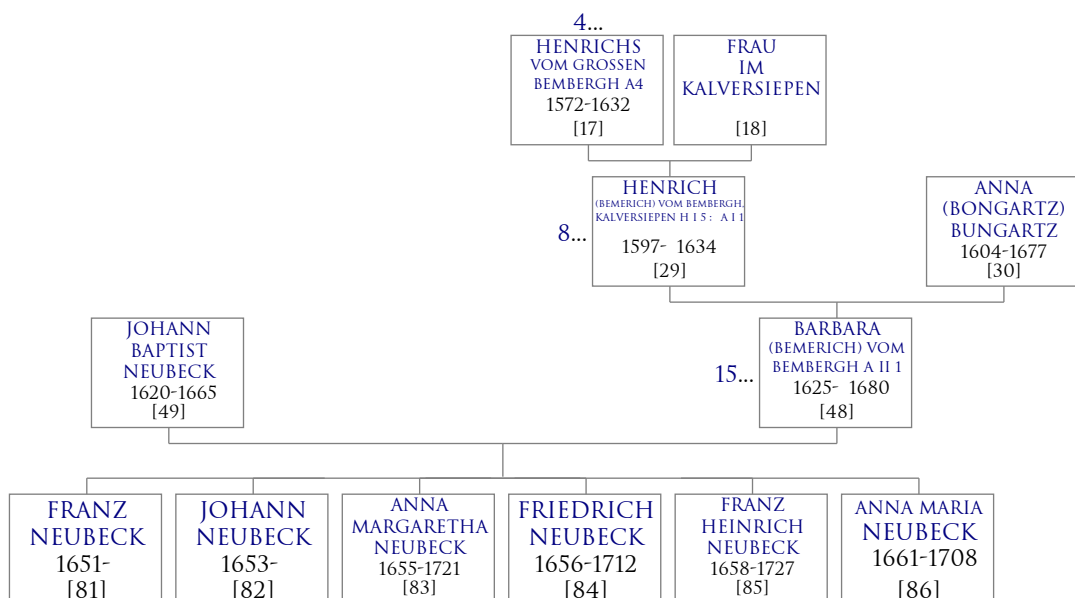 4...
HENRICHS
VOM GROSSEN
BEMBERGH A4
1572-1632
[17]
FRAU
IM
KALVERSIEPEN
[18]
8...
HENRICH
(BEMERICH) VOM BEMBERGH,
KALVERSIEPEN H I 5 : A I 1
1597- 1634
[29]
ANNA
(BONGARTZ)
BUNGARTZ
1604-1677
[30]
JOHANN
BAPTIST
NEUBECK
1620-1665
[49]
15...
BARBARA
(BEMERICH) VOM
BEMBERGH A II 1
1625- 1680
[48]
FRANZ
NEUBECK
1651-
[81]
JOHANN
NEUBECK
1653-
[82]
ANNA
MARGARETHA
NEUBECK
1655-1721
[83]
FRIEDRICH
NEUBECK
1656-1712
[84]
FRANZ
HEINRICH
NEUBECK
1658-1727
[85]
ANNA MARIA
NEUBECK
1661-1708
[86]